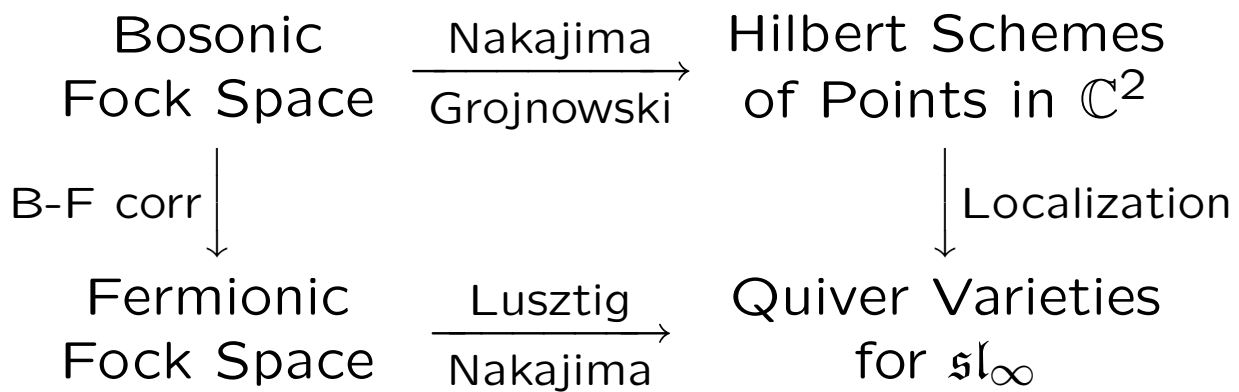 Bosonic
Fock Space
Nakajima
Grojnowski
Hilbert Schemes
of Points in ℂ²
B-F corr
Localization
Fermionic
Fock Space
Lusztig
Nakajima
Quiver Varieties
for 𝔰𝔩∞